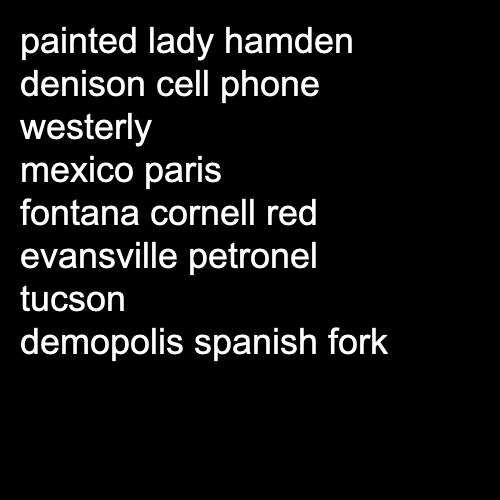 painted lady hamden
denison cell phone
westerly
mexico paris
fontana cornell red
evansville petronel
tucson
demopolis spanish fork